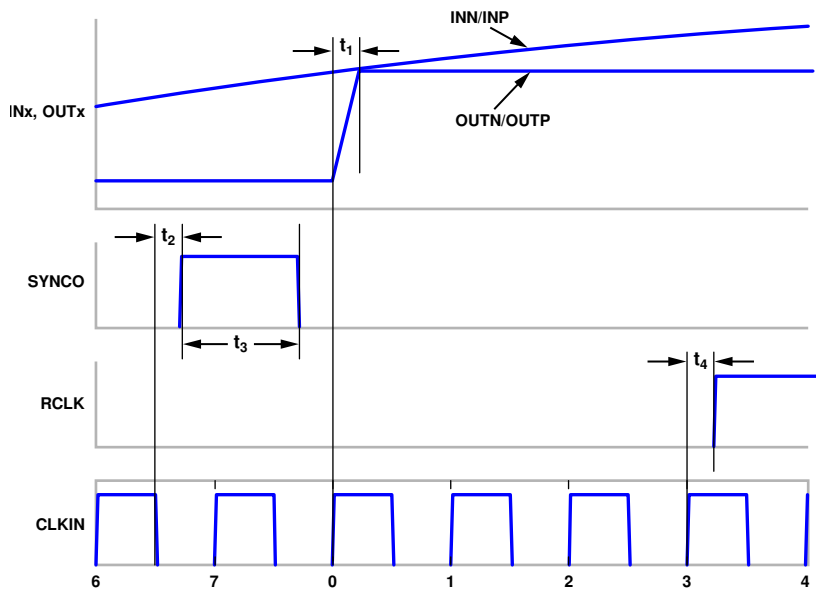 INN/INP
t1
INx, OUTx
OUTN/OUTP
t2
SYNCO
t3
t4
RCLK
CLKIN
6 7 0 1 2 3 4